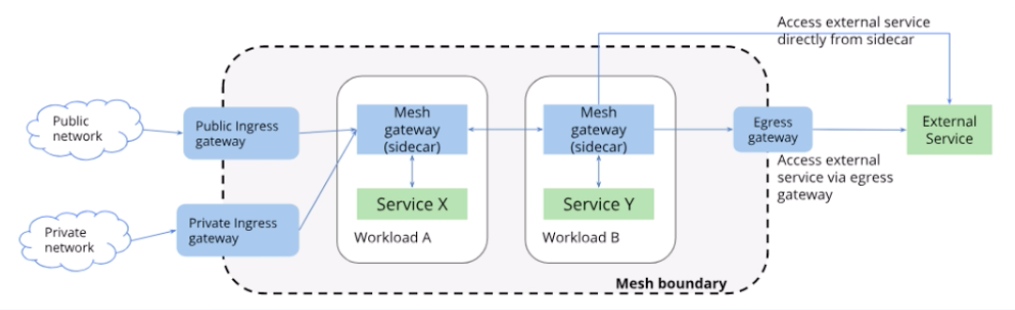 Access external service
directly from sidecar
Public
network
Public Ingress
gateway
Mesh
gateway
(sidecar)
Mesh
gateway
(sidecar)
Egress
gateway
External
Service
Access external
service via egress
gateway
Private
network
Private Ingress
gateway
Service X
Workload A
Service Y
Workload B
Mesh boundary